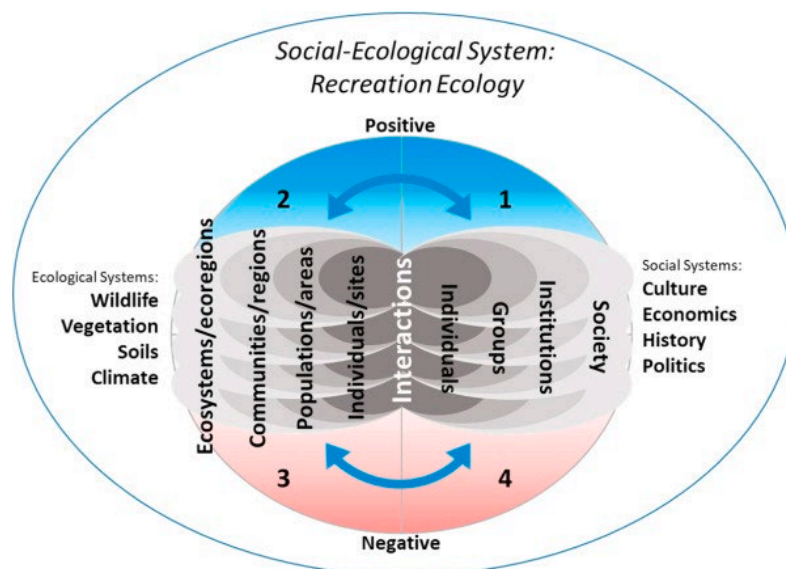 Social-Ecological System:
Recreation Ecology
Positive
2
1
Ecological Systems:
Wildlife
Vegetation
Soils
Climate
Ecosystems/ecoregions
Communities/regions
Populations/areas
Individuals/sites
Interactions
Individuals
Groups
Institutions
Society
Social Systems:
Culture
Economics
History
Politics
3
4
Negative